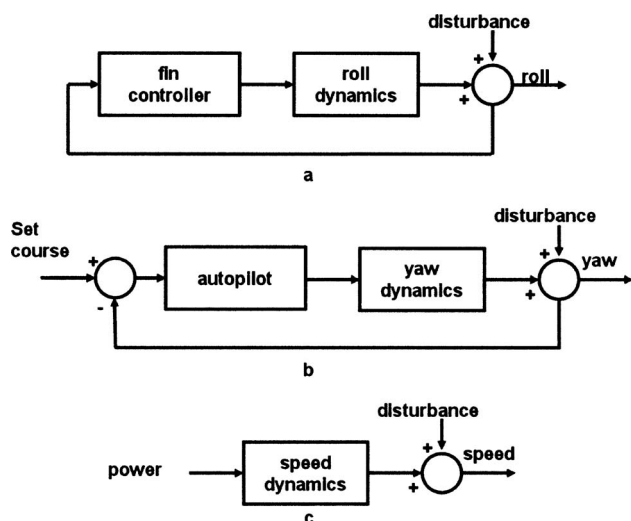 disturbance
+
fin
controller
roll
dynamics
roll
+
a
Set
course
disturbance
+
+
autopilot
yaw
dynamics
yaw
-
+
b
disturbance
+
power
speed
dynamics
speed
+
c